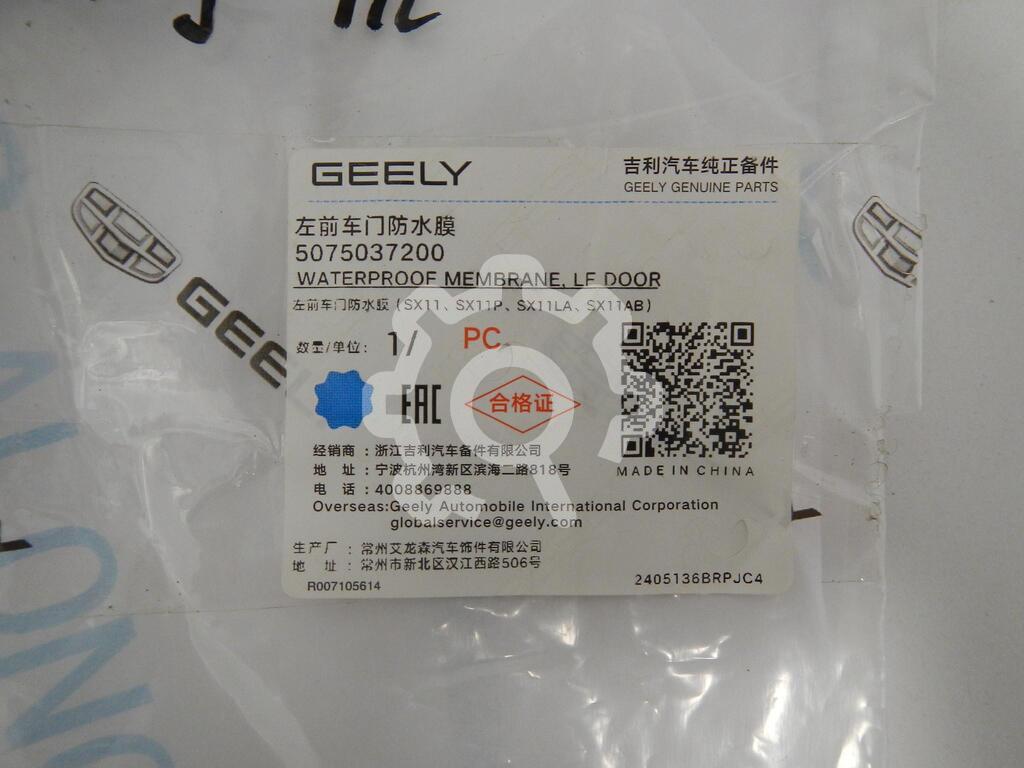 GEELY
吉利汽车纯正备件
GEELY GENUINE PARTS
左前车门防水膜
5075037200
WATERPROOF MEMBRANE, LF DOOR
左前车门防水膜(SX11、SX11P、SX11LA、SX11AB)
数量/单位: 1/ PC
EAC
合格证
经销商:浙江吉利汽车备件有限公司
地 址:宁波杭州湾新区滨海二路818号
电 话:4008869888
MADE IN CHINA
Overseas:Geely Automobile International Corporation
globalservice@geely.com
生产厂:常州艾龙森汽车饰件有限公司
地 址:常州市新北区汉江西路506号
R007105614
2405136BRPJC4
GEE